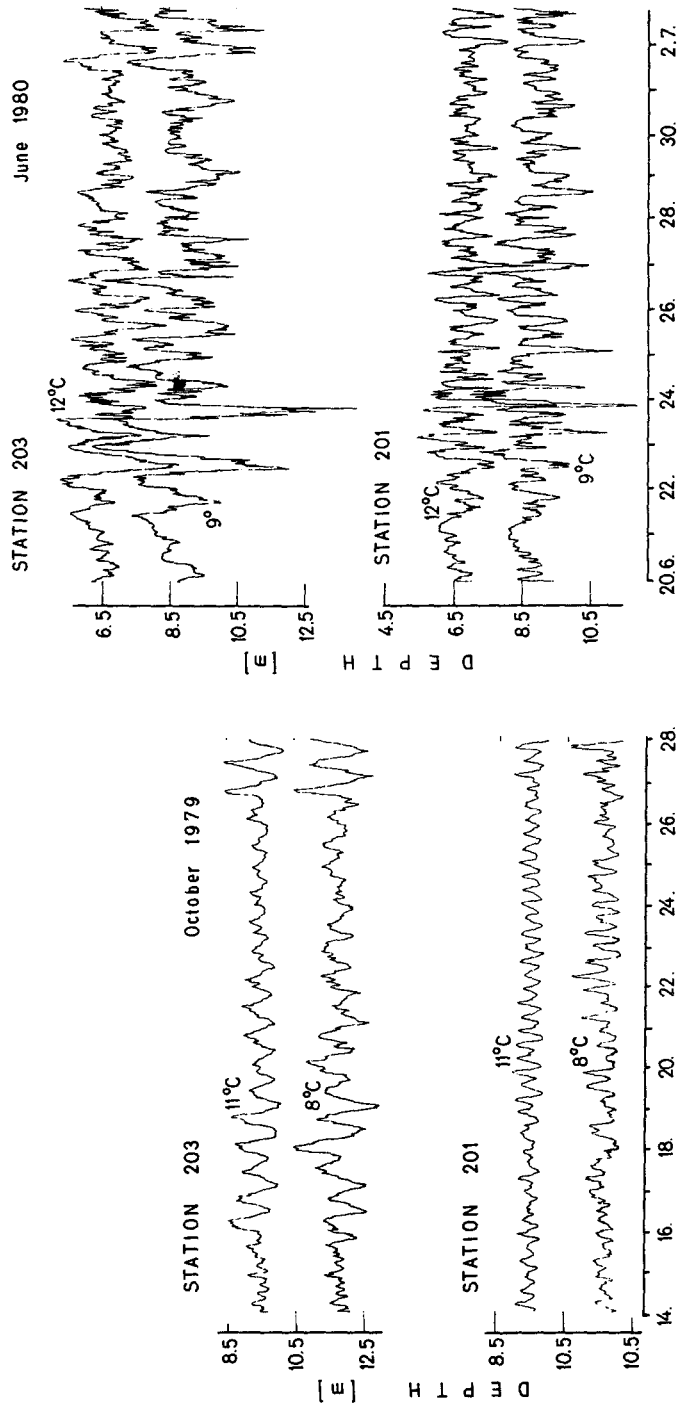 October 1979
STATION 203
8.5
10.5
12.5
[m]
11°C
8°C
STATION 201
8.5
10.5
10.5
DEPTH
11°C
8°C
14. 16. 18. 20. 22. 24. 26. 28.
June 1980
STATION 203
6.5
8.5
10.5
12.5
[m]
12°C
9°
STATION 201
4.5
6.5
8.5
10.5
DEPTH
12°C
9°C
20.6. 22. 24. 26. 28. 30. 2.7.